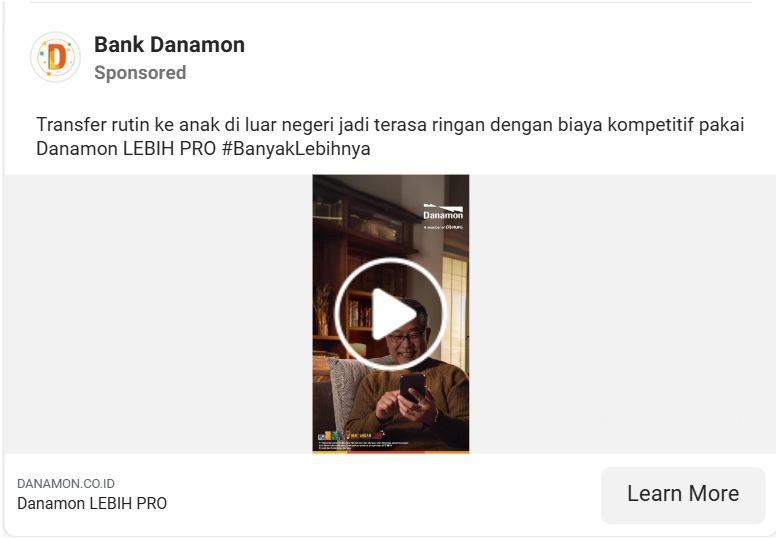 Bank Danamon
Sponsored
Transfer rutin ke anak di luar negeri jadi terasa ringan dengan biaya kompetitif pakai
Danamon LEBIH PRO #BanyakLebihnya
Danamon
A member of MUFG
DANAMON.CO.ID
Danamon LEBIH PRO
Learn More